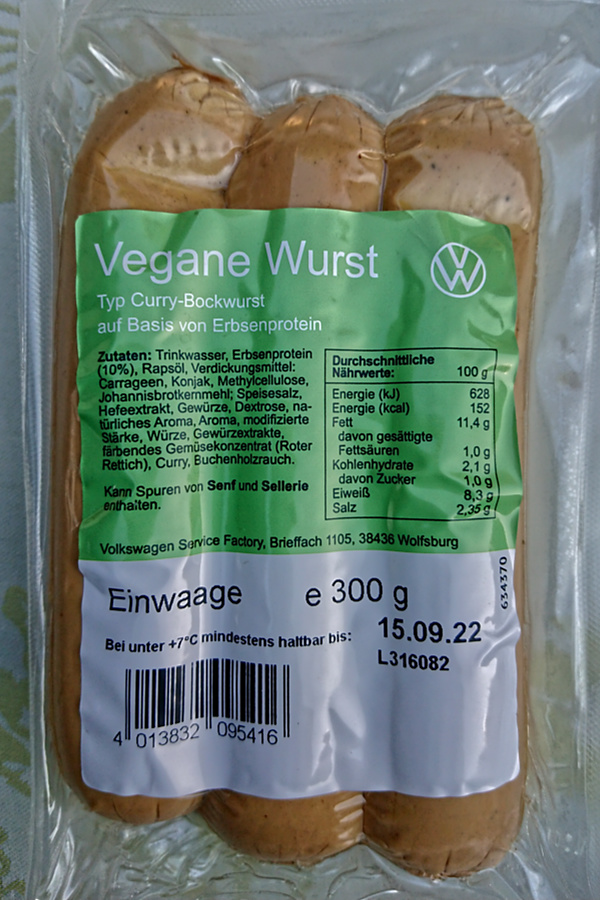 Vegane Wurst
Typ Curry-Bockwurst
auf Basis von Erbsenprotein
Zutaten: Trinkwasser, Erbsenprotein
(10%), Rapsöl, Verdickungsmittel:
Carrageen, Konjak, Methylcellulose,
Johannisbrotkernmehl; Speisesalz,
Hefeextrakt, Gewürze, Dextrose, na-
türliches Aroma, Aroma, modifizierte
Stärke, Würze, Gewürzextrakte,
färbendes Gemüsekonzentrat (Roter
Rettich), Curry, Buchenholzrauch.
Kann Spuren von Senf und Sellerie
enthalten.
Durchschnittliche
Nährwerte: 100 g
Energie (kJ) 628
Energie (kcal) 152
Fett 11,4 g
davon gesättigte
Fettsäuren 1,0 g
Kohlenhydrate 2,1 g
davon Zucker 1,0 g
Eiweiß 8,3 g
Salz 2,35 g
Volkswagen Service Factory, Brieffach 1105, 38436 Wolfsburg
634370
Einwaage e 300 g
Bei unter +7°C mindestens haltbar bis: 15.09.22
L316082
4 013832 095416